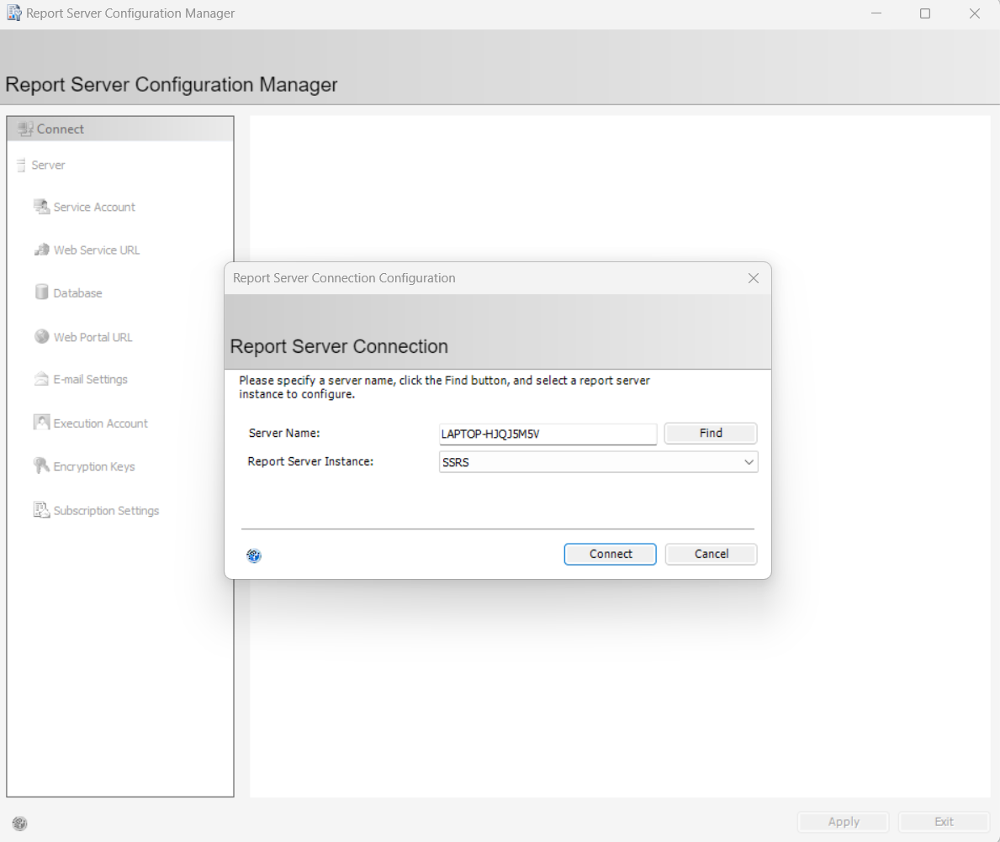 Report Server Configuration Manager
Report Server Configuration Manager
Connect
Server
Service Account
Web Service URL
Database
Web Portal URL
E-mail Settings
Execution Account
Encryption Keys
Subscription Settings
Report Server Connection Configuration
Report Server Connection
Please specify a server name, click the Find button, and select a report server
instance to configure.
Server Name:
LAPTOP-HJQJ5M5V
Find
Report Server Instance:
SSRS
Connect
Cancel
Apply
Exit